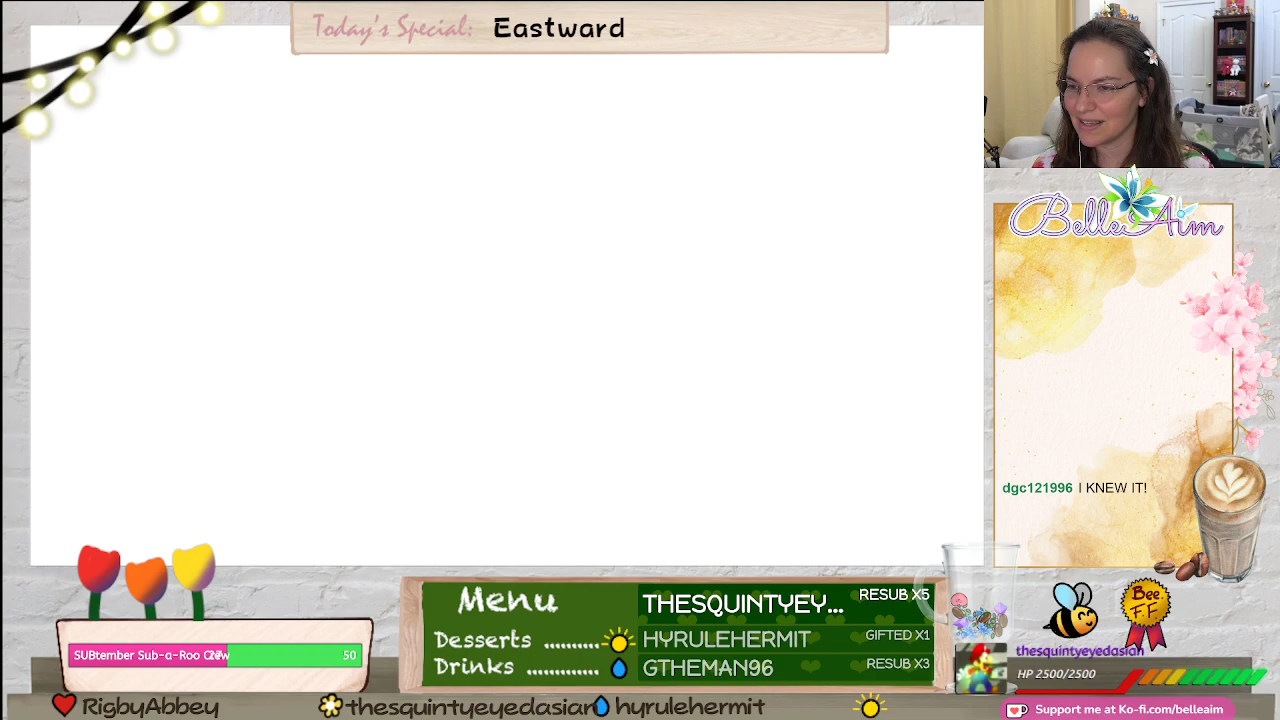 Today's Special: Eastward
BelleAim
dgc121996 I KNEW IT!
Menu
Desserts ..........
Drinks ..............
THESQUINTYEY... RESUB X5
HYRULEHERMIT GIFTED X1
GTHEMAN96 RESUB X3
SUBtember Sub-a-Roo Crew 27 50
Bee
F.F.
thesquintyeyedasian
HP 2500/2500
RigbyAbbey thesquintyeyedasian hyrulehermit
Support me at Ko-fi.com/belleaim